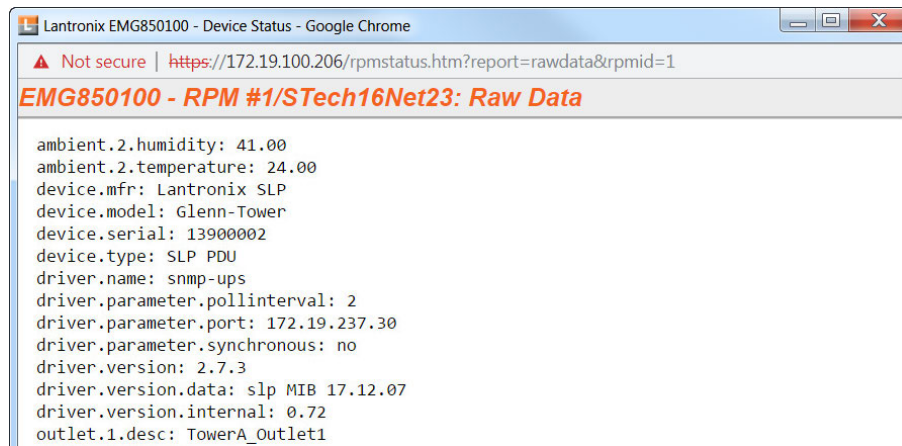 Lantronix EMG850100 - Device Status - Google Chrome
Not secure | https://172.19.100.206/rpmstatus.htm?report=rawdata&rpmid=1
EMG850100 - RPM #1/STech16Net23: Raw Data
ambient.2.humidity: 41.00
ambient.2.temperature: 24.00
device.mfr: Lantronix SLP
device.model: Glenn-Tower
device.serial: 13900002
device.type: SLP PDU
driver.name: snmp-ups
driver.parameter.pollinterval: 2
driver.parameter.port: 172.19.237.30
driver.parameter.synchronous: no
driver.version: 2.7.3
driver.version.data: slp MIB 17.12.07
driver.version.internal: 0.72
outlet.1.desc: TowerA_Outlet1